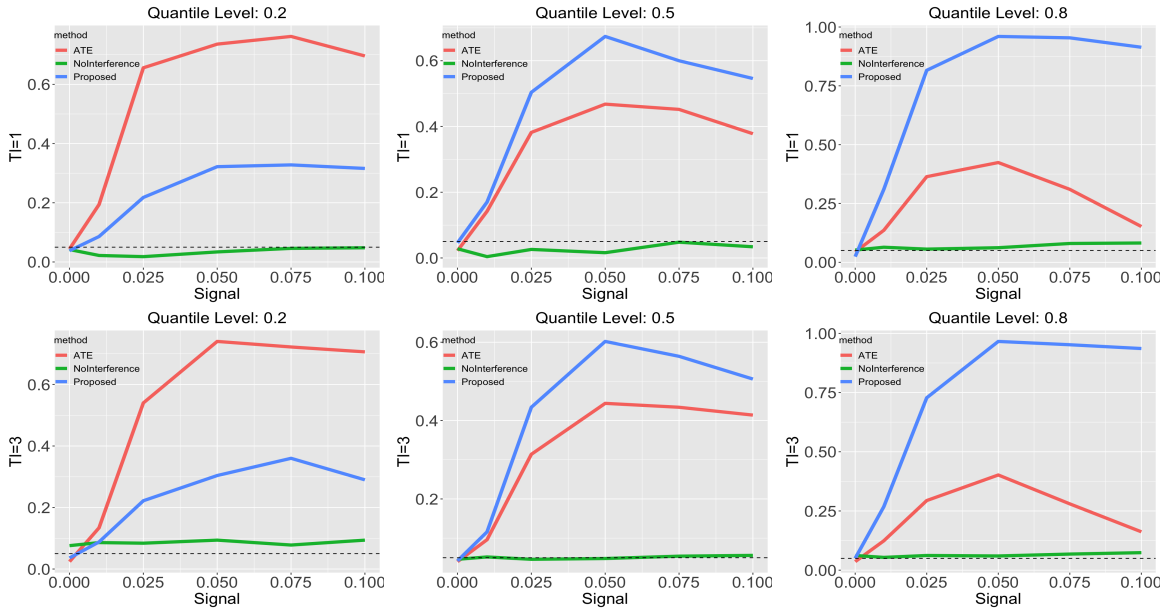 Quantile Level: 0.2
method
ATE
NoInterference
Proposed
TI=1
0.6
0.4
0.2
0.0
0.000 0.025 0.050 0.075 0.100
Signal
Quantile Level: 0.5
method
ATE
NoInterference
Proposed
TI=1
0.6
0.4
0.2
0.0
0.000 0.025 0.050 0.075 0.100
Signal
Quantile Level: 0.8
method
ATE
NoInterference
Proposed
TI=1
1.00
0.75
0.50
0.25
0.00
0.000 0.025 0.050 0.075 0.100
Signal
Quantile Level: 0.2
method
ATE
NoInterference
Proposed
TI=3
0.6
0.4
0.2
0.0
0.000 0.025 0.050 0.075 0.100
Signal
Quantile Level: 0.5
method
ATE
NoInterference
Proposed
TI=3
0.6
0.4
0.2
0.000 0.025 0.050 0.075 0.100
Signal
Quantile Level: 0.8
method
ATE
NoInterference
Proposed
TI=3
1.00
0.75
0.50
0.25
0.00
0.000 0.025 0.050 0.075 0.100
Signal